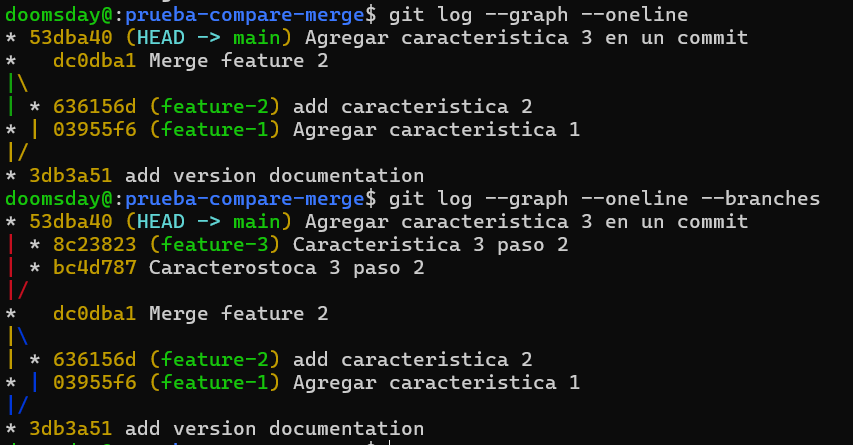 doomsday@:prueba-compare-merge$ git log --graph --oneline
* 53dba40 (HEAD -> main) Agregar caracteristica 3 en un commit
*   dc0dba1 Merge feature 2
|\
| * 636156d (feature-2) add caracteristica 2
* | 03955f6 (feature-1) Agregar caracteristica 1
|/
* 3db3a51 add version documentation
doomsday@:prueba-compare-merge$ git log --graph --oneline --branches
* 53dba40 (HEAD -> main) Agregar caracteristica 3 en un commit
| * 8c23823 (feature-3) Caracteristica 3 paso 2
| * bc4d787 Caracterostoca 3 paso 2
|/
*   dc0dba1 Merge feature 2
|\
| * 636156d (feature-2) add caracteristica 2
* | 03955f6 (feature-1) Agregar caracteristica 1
|/
* 3db3a51 add version documentation